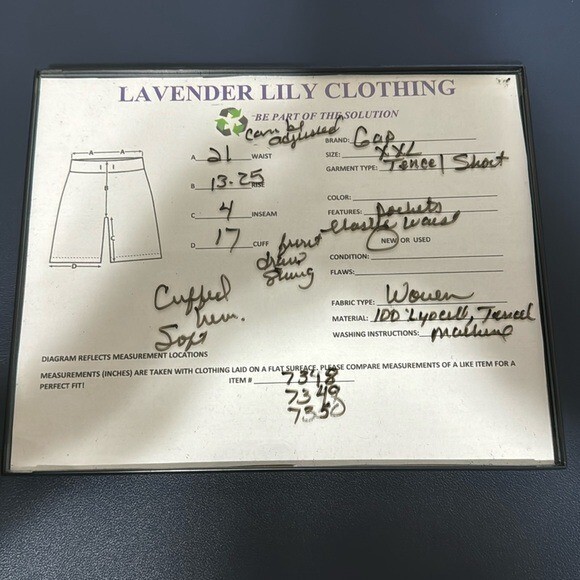 LAVENDER LILY CLOTHING
BE PART OF THE SOLUTION
Can be
adjusted
A 21 WAIST
B 13.25 RISE
C 4 INSEAM
D 17 CUFF
BRAND: Gap
SIZE: XXL
GARMENT TYPE: Tencel Short
COLOR:
FEATURES: pockets
Elastic Waist
NEW OR USED
front
draw
string
CONDITION:
FLAWS:
Cuffed
hem.
Soft
FABRIC TYPE: Woven
MATERIAL: 100 Lyocell, Tencel
WASHING INSTRUCTIONS: Machine
A A
I I
B
C
D
DIAGRAM REFLECTS MEASUREMENT LOCATIONS
MEASUREMENTS (INCHES) ARE TAKEN WITH CLOTHING LAID ON A FLAT SURFACE. PLEASE COMPARE MEASUREMENTS OF A LIKE ITEM FOR A
PERFECT FIT!
ITEM # 7348
7349
7350